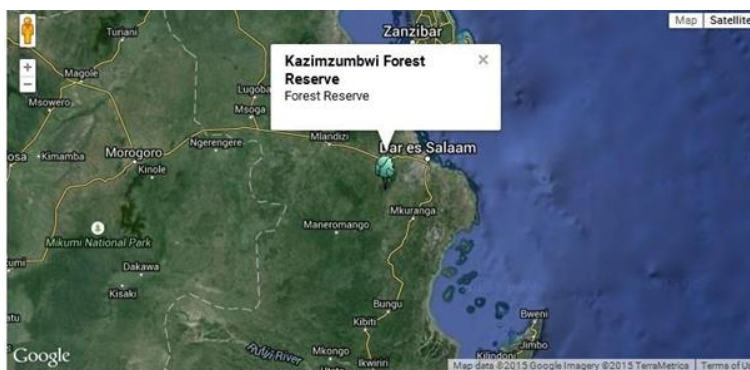 Turiani
Zanzibar
Map Satellite
Kazimzumbwi Forest
Reserve
Forest Reserve
Magole
Lugoba
Msowero
Msoga
Mlandizi
Ngerengere
Dar es Salaam
Kimamba
Morogoro
Kinole
Mkuranga
Maneromango
Mikumi National Park
Dakawa
Kisaki
Bungu
Kibiti
Bweni
Jimbo
Kilindoni
Mkongo
Ikwiriri
Google
Map data ©2015 Google Imagery ©2015 TerraMetrics